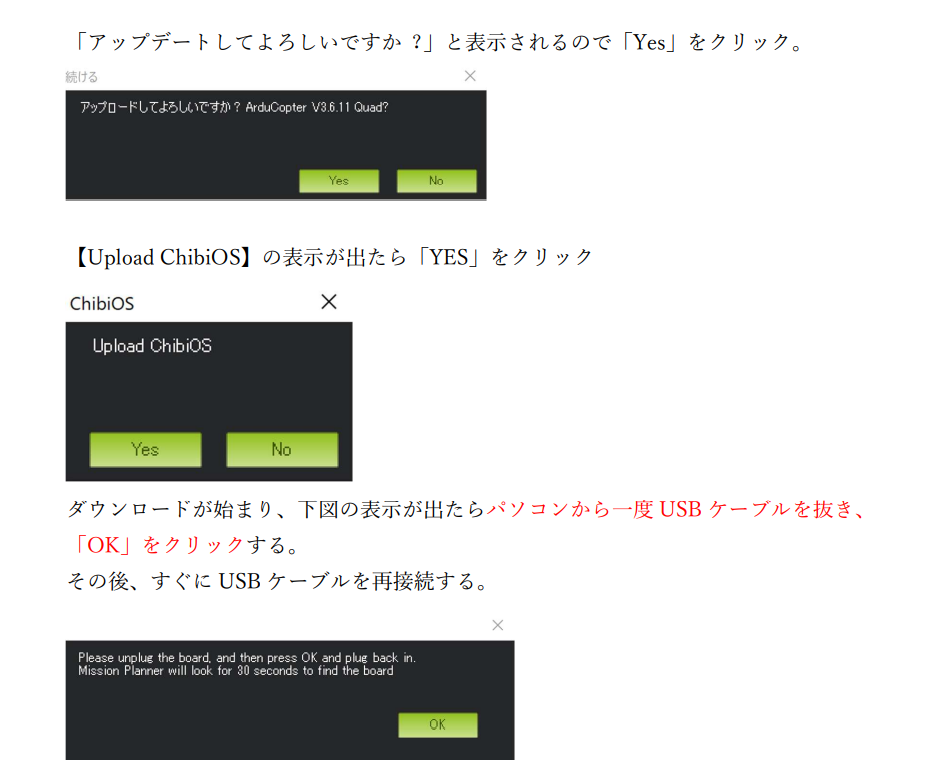 「アップデートしてよろしいですか ?」と表示されるので「Yes」をクリック。
続ける
アップロードしてよろしいですか? ArduCopter V3.6.11 Quad?
Yes
No
【Upload ChibiOS】の表示が出たら「YES」をクリック
ChibiOS
Upload ChibiOS
Yes
No
ダウンロードが始まり、下図の表示が出たらパソコンから一度 USB ケーブルを抜き、
「OK」をクリックする。
その後、すぐに USB ケーブルを再接続する。
Please unplug the board, and then press OK and plug back in.
Mission Planner will look for 30 seconds to find the board
OK